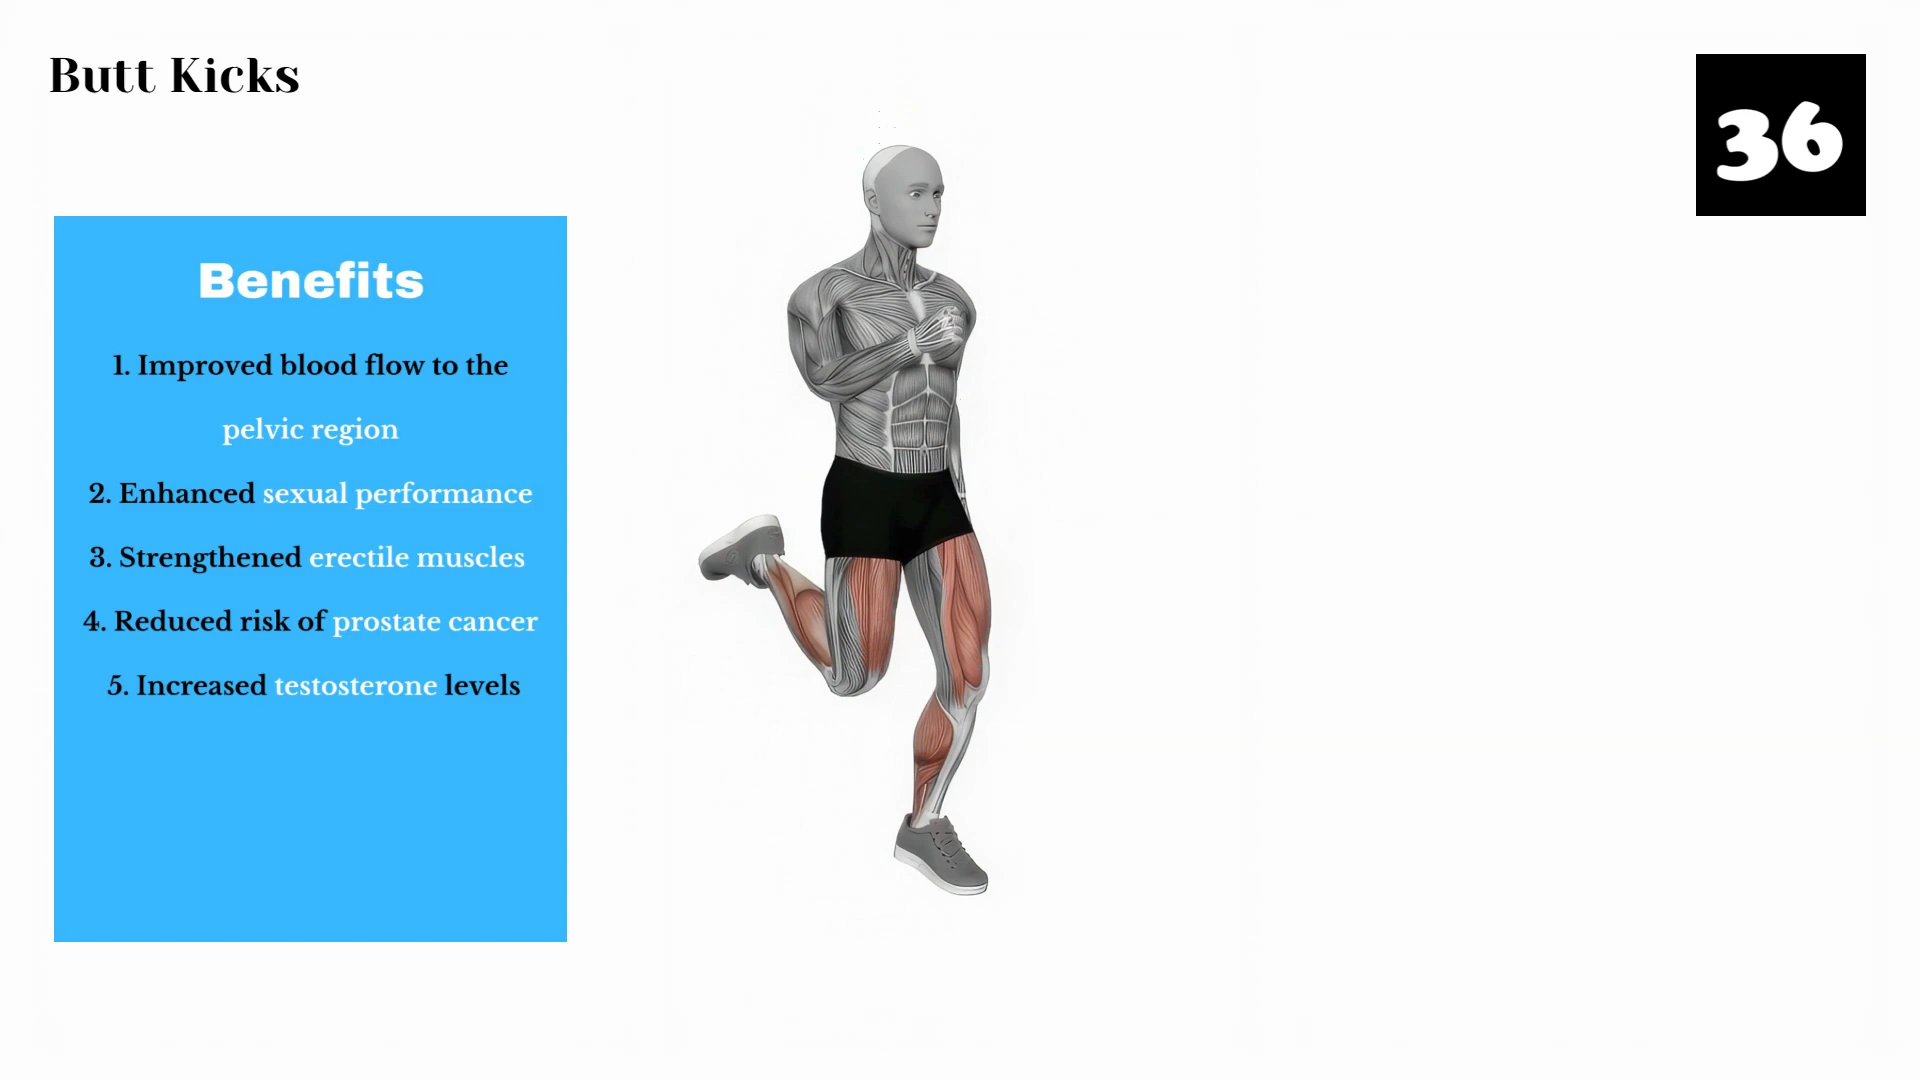 Butt Kicks
36
Benefits
1. Improved blood flow to the
pelvic region
2. Enhanced sexual performance
3. Strengthened erectile muscles
4. Reduced risk of prostate cancer
5. Increased testosterone levels